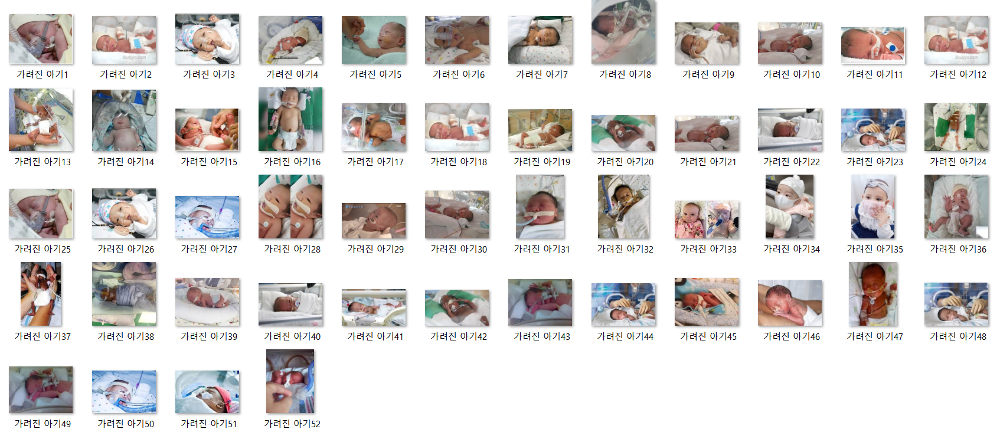 가려진 아기1 가려진 아기2 가려진 아기3 가려진 아기4 가려진 아기5 가려진 아기6 가려진 아기7 가려진 아기8 가려진 아기9 가려진 아기10 가려진 아기11 가려진 아기12
가려진 아기13 가려진 아기14 가려진 아기15 가려진 아기16 가려진 아기17 가려진 아기18 가려진 아기19 가려진 아기20 가려진 아기21 가려진 아기22 가려진 아기23 가려진 아기24
가려진 아기25 가려진 아기26 가려진 아기27 가려진 아기28 가려진 아기29 가려진 아기30 가려진 아기31 가려진 아기32 가려진 아기33 가려진 아기34 가려진 아기35 가려진 아기36
가려진 아기37 가려진 아기38 가려진 아기39 가려진 아기40 가려진 아기41 가려진 아기42 가려진 아기43 가려진 아기44 가려진 아기45 가려진 아기46 가려진 아기47 가려진 아기48
가려진 아기49 가려진 아기50 가려진 아기51 가려진 아기52